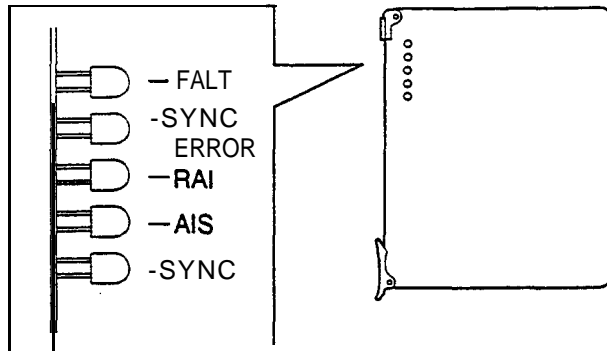 — FALT
-SYNC
ERROR
—RAI
—AIS
-SYNC